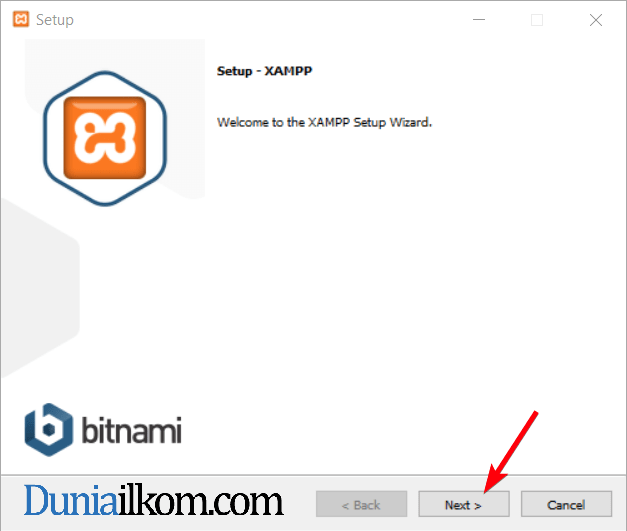 Setup
Setup - XAMPP
Welcome to the XAMPP Setup Wizard.
bitnami
Duniailkom.com
< Back
Next >
Cancel